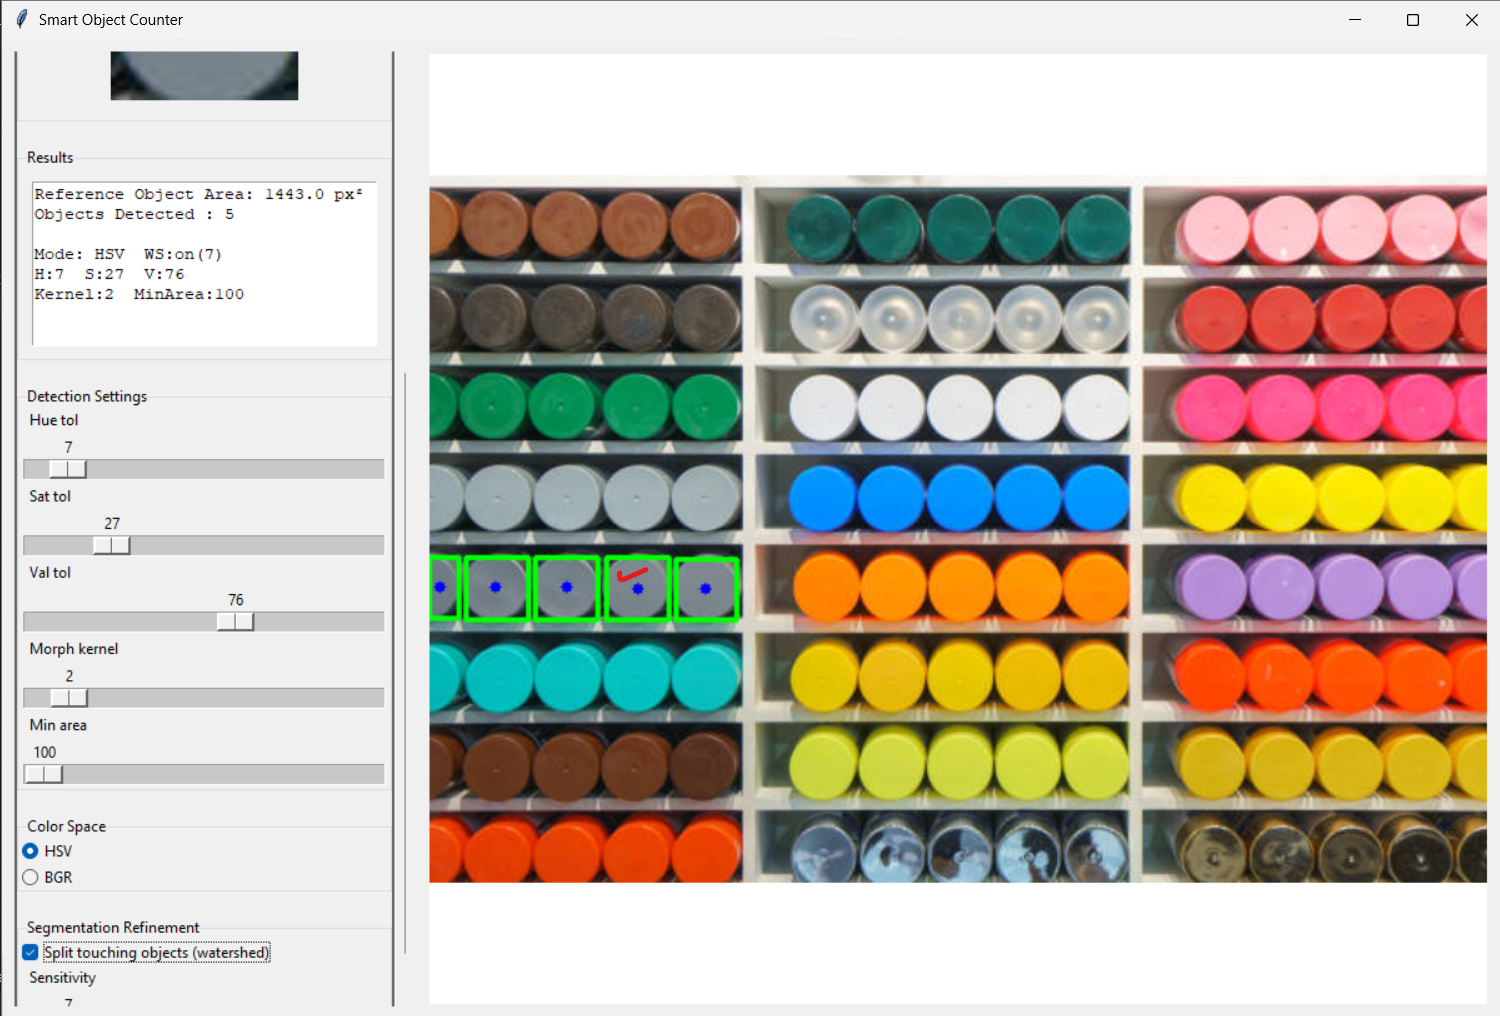 Smart Object Counter
Results
Reference Object Area: 1443.0 px²
Objects Detected : 5
Mode: HSV  WS:on(7)
H:7  S:27  V:76
Kernel:2  MinArea:100
Detection Settings
Hue tol
7
Sat tol
27
Val tol
76
Morph kernel
2
Min area
100
Color Space
HSV
BGR
Segmentation Refinement
Split touching objects (watershed)
Sensitivity
7